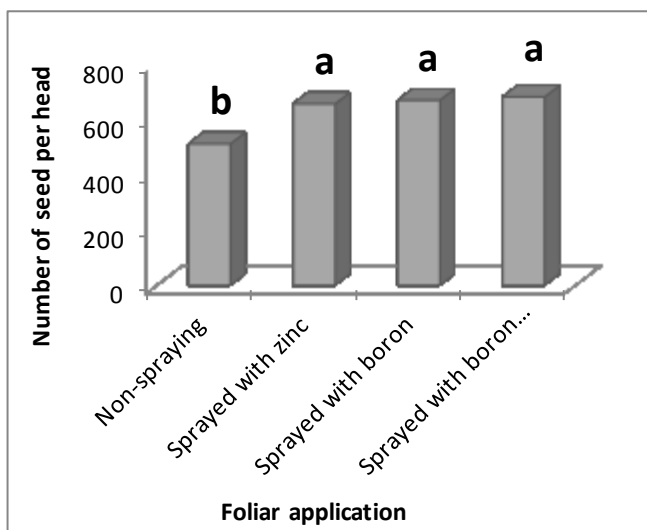 Number of seed per head
800
600
400
200
0
b
a
a
a
Non-spraying
Sprayed with zinc
Sprayed with boron
Sprayed with boron...
Foliar application